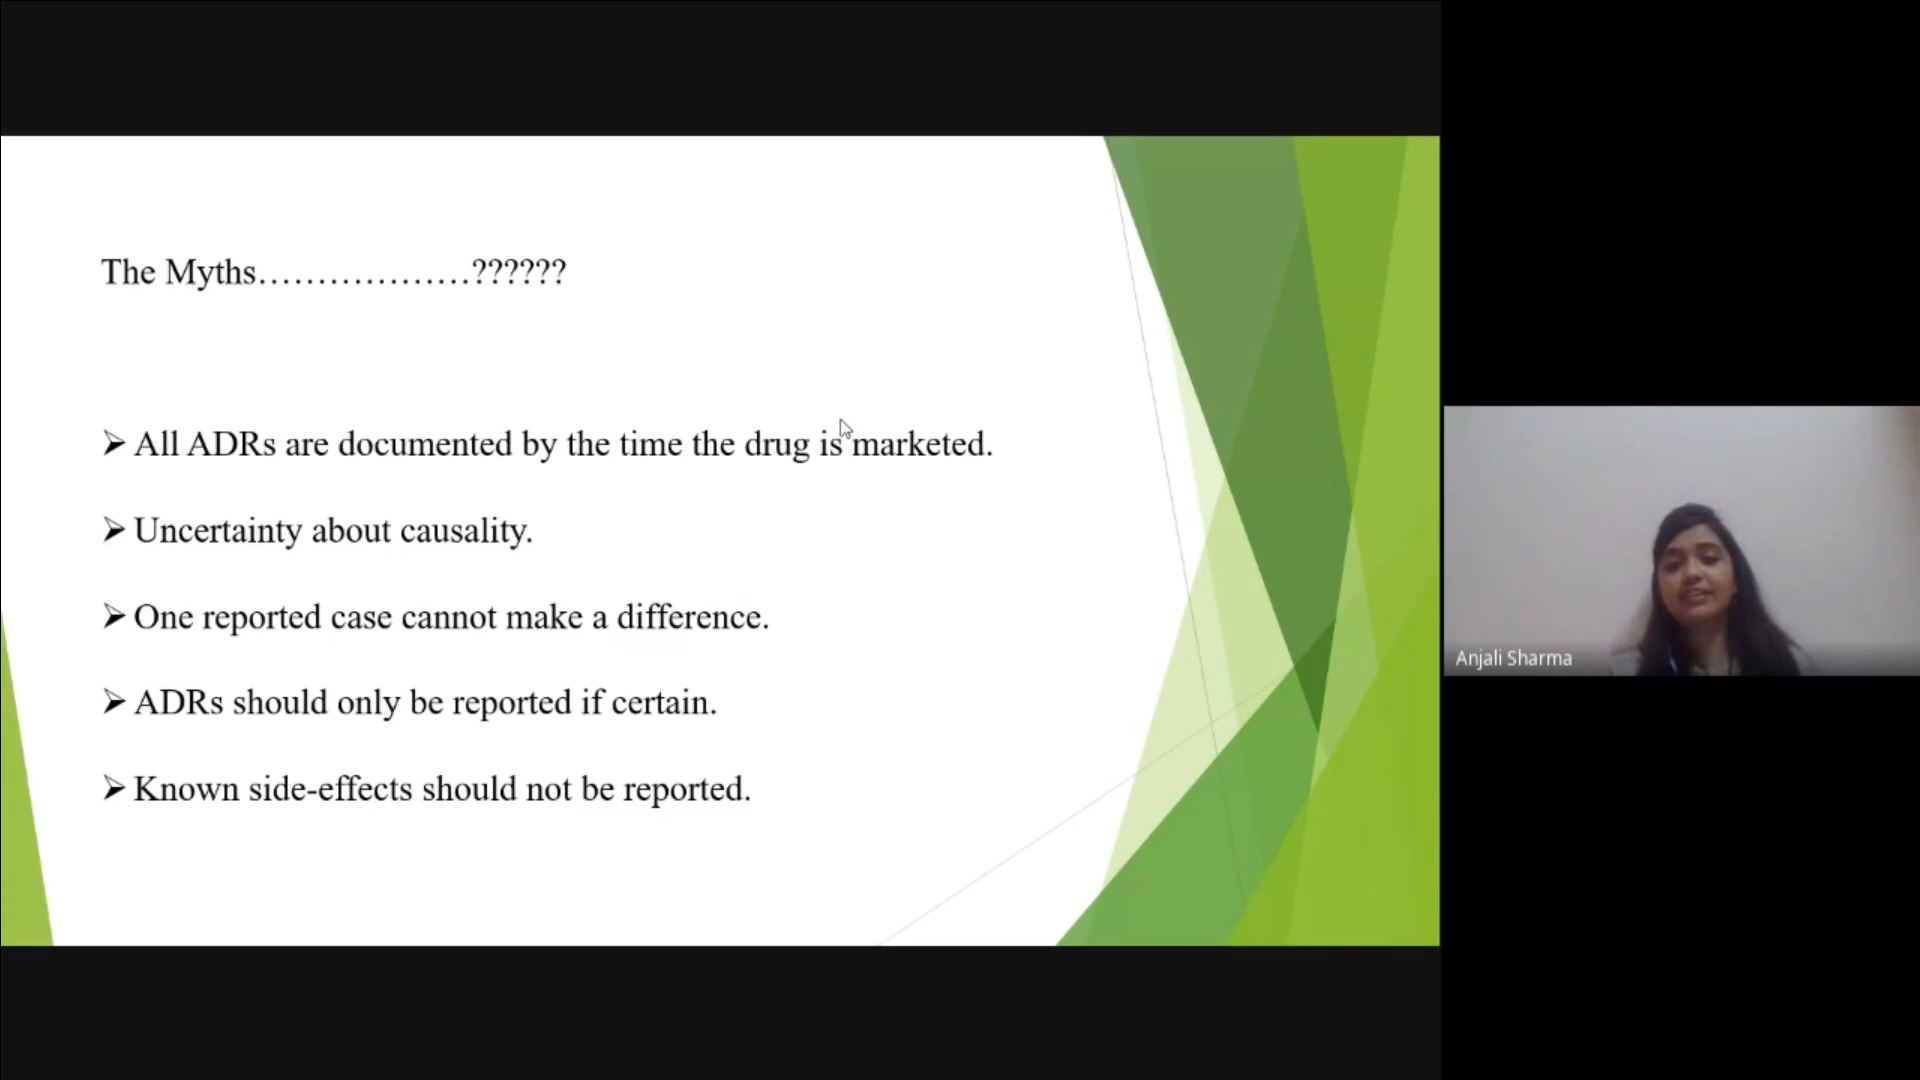 The Myths………………??????
➢ All ADRs are documented by the time the drug is marketed.
➢ Uncertainty about causality.
➢ One reported case cannot make a difference.
➢ ADRs should only be reported if certain.
➢ Known side-effects should not be reported.
Anjali Sharma